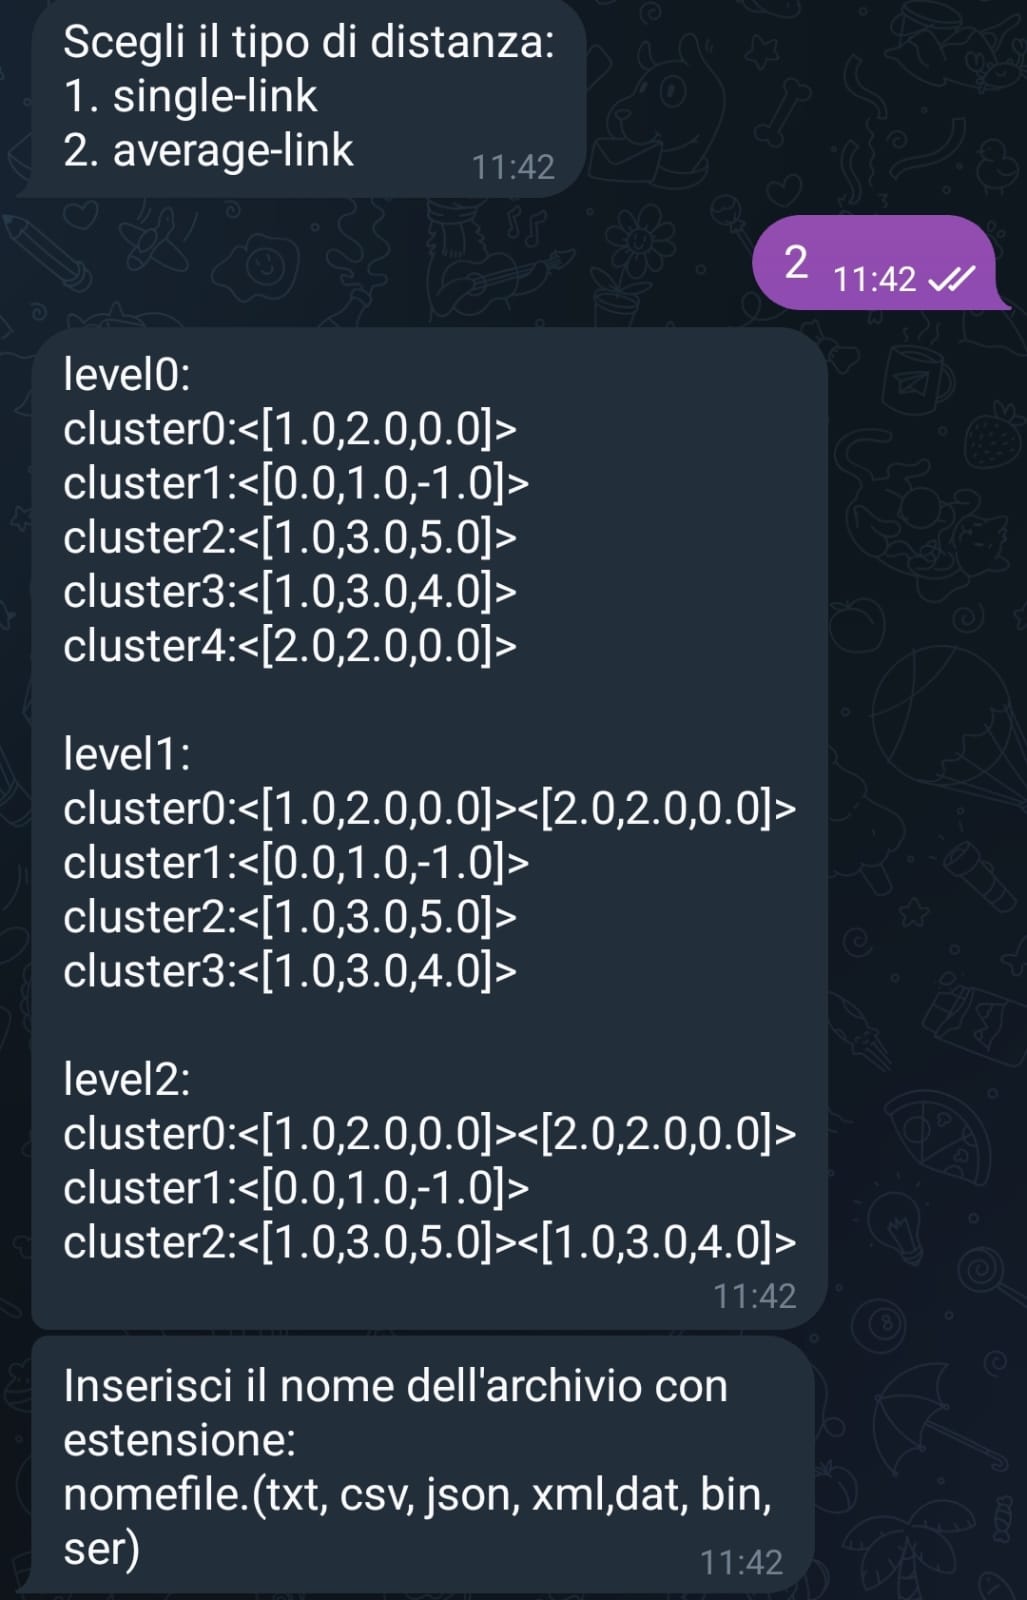 Scegli il tipo di distanza:
1. single-link
2. average-link
11:42
2
11:42
level0:
cluster0:<[1.0,2.0,0.0]>
cluster1:<[0.0,1.0,-1.0]>
cluster2:<[1.0,3.0,5.0]>
cluster3:<[1.0,3.0,4.0]>
cluster4:<[2.0,2.0,0.0]>
level1:
cluster0:<[1.0,2.0,0.0]><[2.0,2.0,0.0]>
cluster1:<[0.0,1.0,-1.0]>
cluster2:<[1.0,3.0,5.0]>
cluster3:<[1.0,3.0,4.0]>
level2:
cluster0:<[1.0,2.0,0.0]><[2.0,2.0,0.0]>
cluster1:<[0.0,1.0,-1.0]>
cluster2:<[1.0,3.0,5.0]><[1.0,3.0,4.0]>
11:42
Inserisci il nome dell'archivio con
estensione:
nomefile.(txt, csv, json, xml,dat, bin,
ser)
11:42